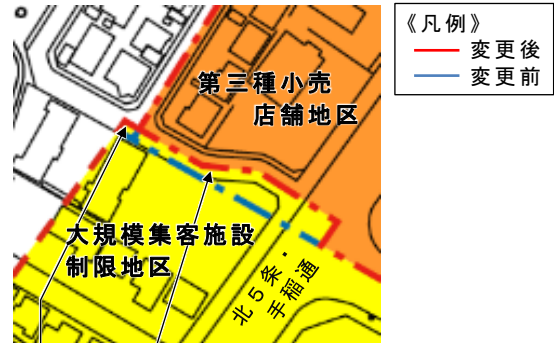 《凡例》
変更後
変更前
第三種小売
店舗地区
大規模集客施設
制限地区
北5条・
手稲通